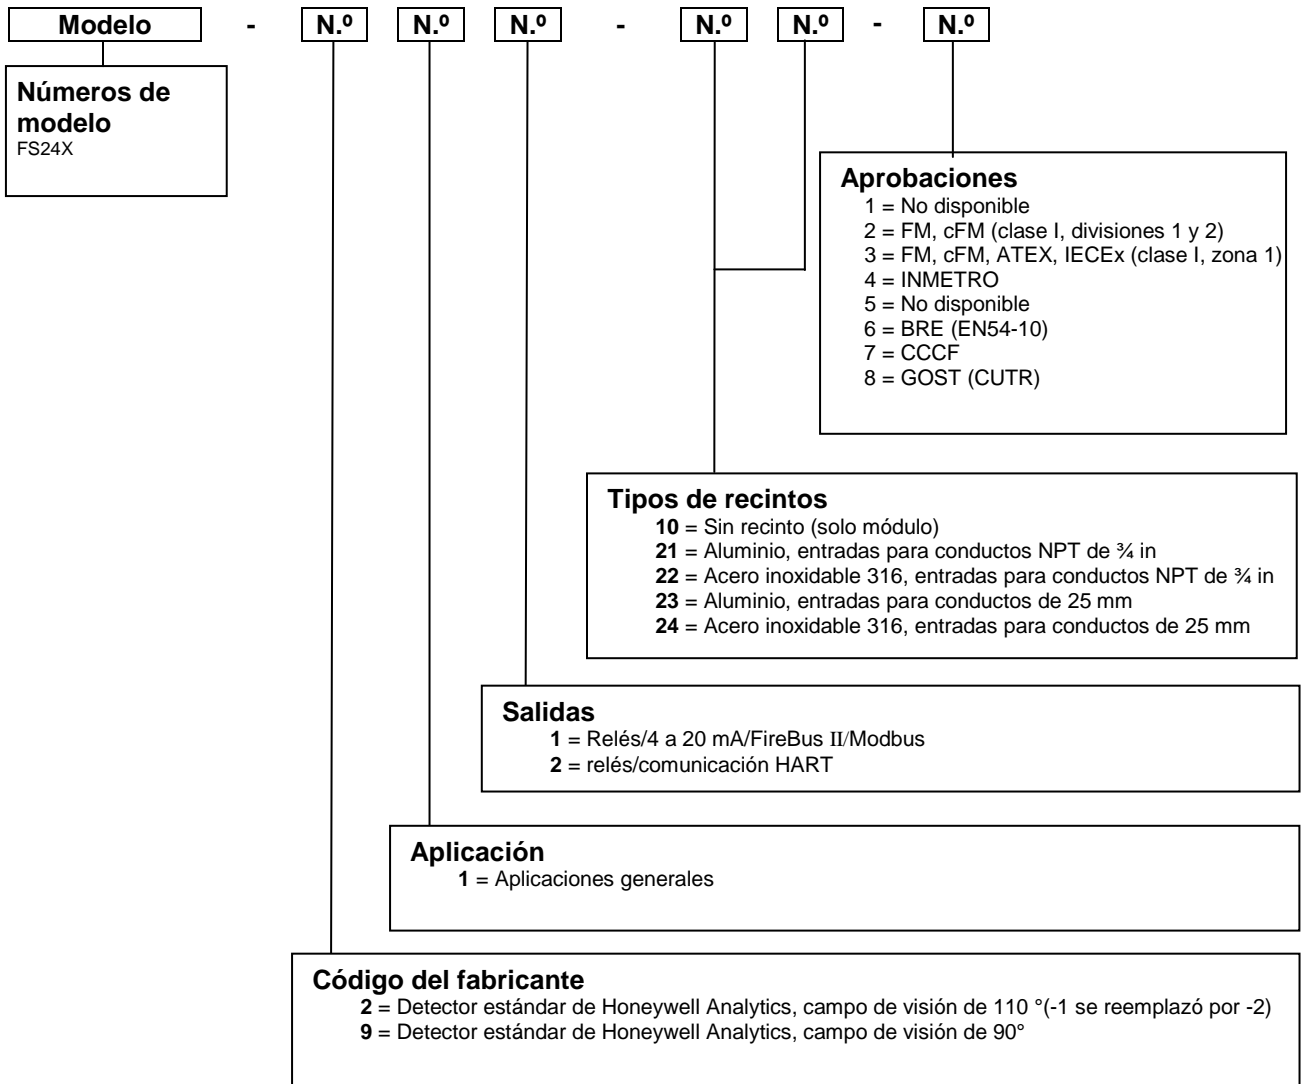 Modelo - N.º N.º N.º - N.º N.º - N.º
Números de
modelo
FS24X
Aprobaciones
1 = No disponible
2 = FM, cFM (clase I, divisiones 1 y 2)
3 = FM, cFM, ATEX, IECEx (clase I, zona 1)
4 = INMETRO
5 = No disponible
6 = BRE (EN54-10)
7 = CCCF
8 = GOST (CUTR)
Tipos de recintos
10 = Sin recinto (solo módulo)
21 = Aluminio, entradas para conductos NPT de ¾ in
22 = Acero inoxidable 316, entradas para conductos NPT de ¾ in
23 = Aluminio, entradas para conductos de 25 mm
24 = Acero inoxidable 316, entradas para conductos de 25 mm
Salidas
1 = Relés/4 a 20 mA/FireBus II/Modbus
2 = relés/comunicación HART
Aplicación
1 = Aplicaciones generales
Código del fabricante
2 = Detector estándar de Honeywell Analytics, campo de visión de 110 °(-1 se reemplazó por -2)
9 = Detector estándar de Honeywell Analytics, campo de visión de 90°